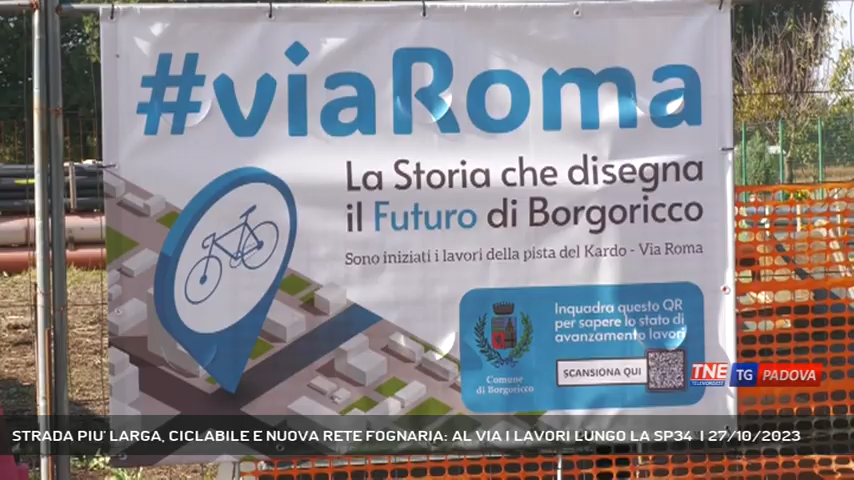 #viaRoma
La Storia che disegna
il Futuro di Borgoricco
Sono iniziati i lavori della pista del Kardo - Via Roma
Inquadra questo QR
per sapere lo stato di
avanzamento lavori
SCANSIONA QUI
Comune
di Borgoricco
TNE TG PADOVA
TELENORDEST
STRADA PIU' LARGA, CICLABILE E NUOVA RETE FOGNARIA: AL VIA I LAVORI LUNGO LA SP34 | 27/10/2023